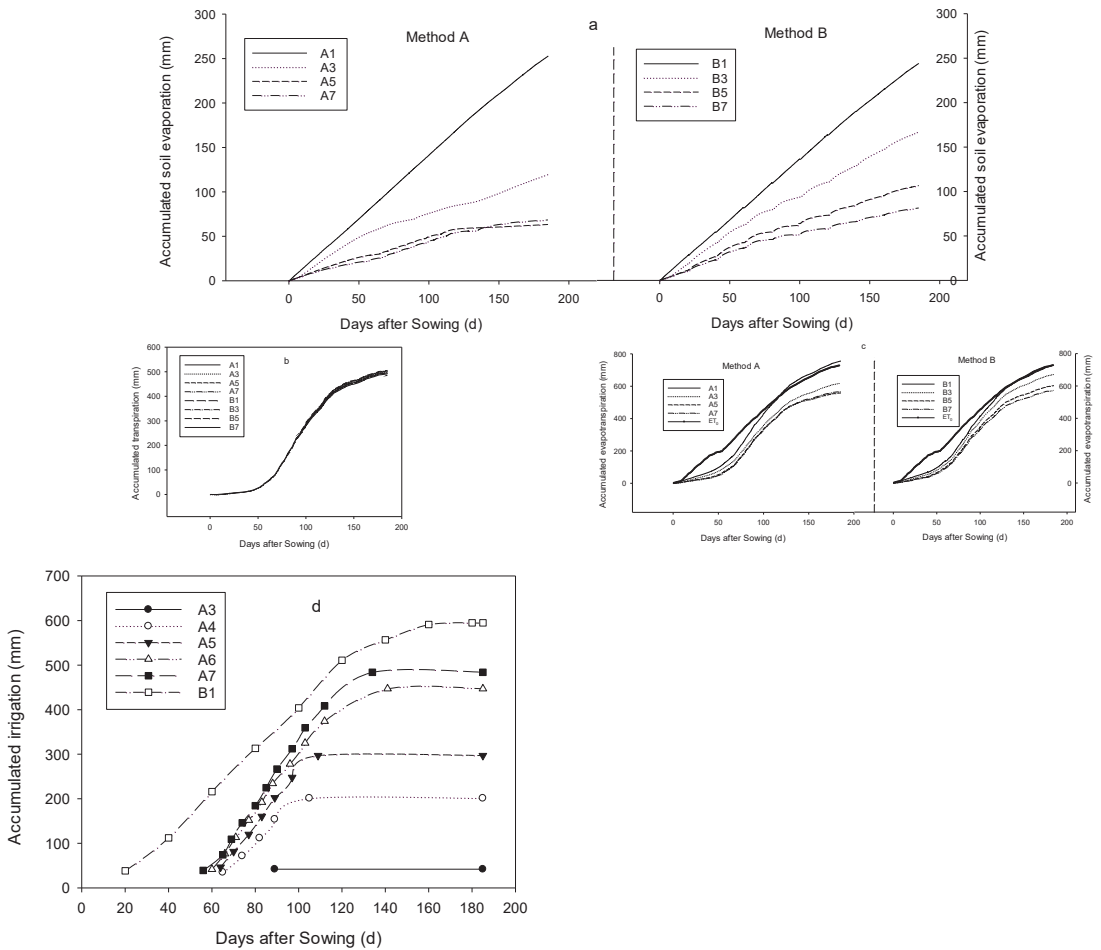 a
Method A
Accumulated soil evaporation (mm)
300
250
200
150
100
50
0
A1
A3
A5
A7
0 50 100 150 200
Days after Sowing (d)
Method B
B1
B3
B5
B7
300
250
200
150
100
50
0
Accumulated soil evaporation (mm)
0 50 100 150 200
Days after Sowing (d)
b
Accumulated transpiration (mm)
600
500
400
300
200
100
0
A1
A3
A5
A7
B1
B3
B5
B7
0 50 100 150 200
Days after Sowing (d)
c
Method A
Accumulated evapotranspiration (mm)
800
600
400
200
0
A1
A3
A5
A7
ET0
0 50 100 150 200
Days after Sowing (d)
Method B
B1
B3
B5
B7
ET0
800
600
400
200
0
Accumulated evapotranspiration (mm)
0 50 100 150 200
Days after Sowing (d)
d
Accumulated irrigation (mm)
700
600
500
400
300
200
100
0
A3
A4
A5
A6
A7
B1
0 20 40 60 80 100 120 140 160 180 200
Days after Sowing (d)